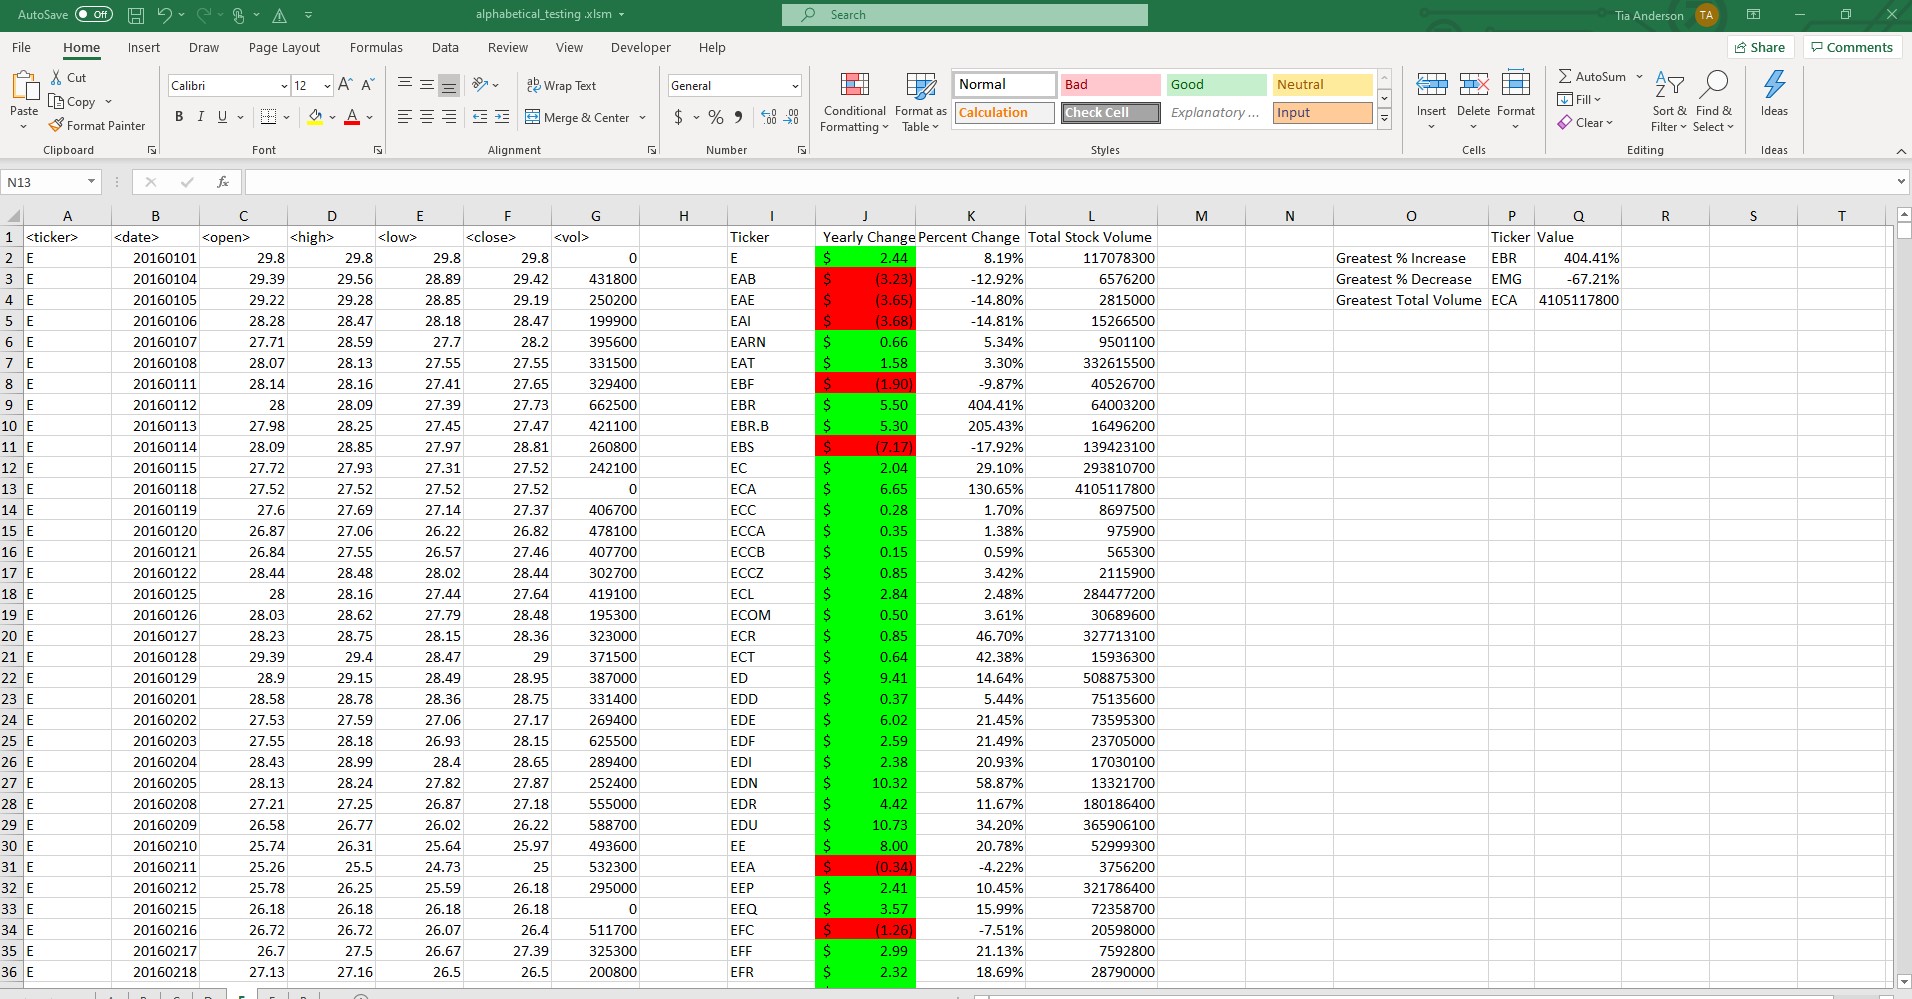 AutoSave Off alphabetical_testing .xlsm Search Tia Anderson TA
File Home Insert Draw Page Layout Formulas Data Review View Developer Help Share Comments
Paste Cut Copy Format Painter
Calibri 12 A^ A˅ B I U A
Wrap Text Merge & Center
General $ % 9
Conditional Formatting Format as Table
Normal Bad Good Neutral
Calculation Check Cell Explanatory ... Input
Insert Delete Format
AutoSum Fill Clear Sort & Filter Find & Select Ideas
Clipboard Font Alignment Number Styles Cells Editing Ideas
N13 fx
A B C D E F G H I J K L M N O P Q R S T
1 <ticker> <date> <open> <high> <low> <close> <vol> Ticker Yearly Change Percent Change Total Stock Volume Ticker Value
2 E 20160101 29.8 29.8 29.8 29.8 0 E $ 2.44 8.19% 117078300 Greatest % Increase EBR 404.41%
3 E 20160104 29.39 29.56 28.89 29.42 431800 EAB $ (3.23) -12.92% 6576200 Greatest % Decrease EMG -67.21%
4 E 20160105 29.22 29.28 28.85 29.19 250200 EAE $ (3.65) -14.80% 2815000 Greatest Total Volume ECA 4105117800
5 E 20160106 28.28 28.47 28.18 28.47 199900 EAI $ (3.68) -14.81% 15266500
6 E 20160107 27.71 28.59 27.7 28.2 395600 EARN $ 0.66 5.34% 9501100
7 E 20160108 28.07 28.13 27.55 27.55 331500 EAT $ 1.58 3.30% 332615500
8 E 20160111 28.14 28.16 27.41 27.65 329400 EBF $ (1.90) -9.87% 40526700
9 E 20160112 28 28.09 27.39 27.73 662500 EBR $ 5.50 404.41% 64003200
10 E 20160113 27.98 28.25 27.45 27.47 421100 EBR.B $ 5.30 205.43% 16496200
11 E 20160114 28.09 28.85 27.97 28.81 260800 EBS $ (7.17) -17.92% 139423100
12 E 20160115 27.72 27.93 27.31 27.52 242100 EC $ 2.04 29.10% 293810700
13 E 20160118 27.52 27.52 27.52 27.52 0 ECA $ 6.65 130.65% 4105117800
14 E 20160119 27.6 27.69 27.14 27.37 406700 ECC $ 0.28 1.70% 8697500
15 E 20160120 26.87 27.06 26.22 26.82 478100 ECCA $ 0.35 1.38% 975900
16 E 20160121 26.84 27.55 26.57 27.46 407700 ECCB $ 0.15 0.59% 565300
17 E 20160122 28.44 28.48 28.02 28.44 302700 ECCZ $ 0.85 3.42% 2115900
18 E 20160125 28 28.16 27.44 27.64 419100 ECL $ 2.84 2.48% 284477200
19 E 20160126 28.03 28.62 27.79 28.48 195300 ECOM $ 0.50 3.61% 30689600
20 E 20160127 28.23 28.75 28.15 28.36 323000 ECR $ 0.85 46.70% 327713100
21 E 20160128 29.39 29.4 28.47 29 371500 ECT $ 0.64 42.38% 15936300
22 E 20160129 28.9 29.15 28.49 28.95 387000 ED $ 9.41 14.64% 508875300
23 E 20160201 28.58 28.78 28.36 28.75 331400 EDD $ 0.37 5.44% 75135600
24 E 20160202 27.53 27.59 27.06 27.17 269400 EDE $ 6.02 21.45% 73595300
25 E 20160203 27.55 28.18 26.93 28.15 625500 EDF $ 2.59 21.49% 23705000
26 E 20160204 28.43 28.99 28.4 28.65 289400 EDI $ 2.38 20.93% 17030100
27 E 20160205 28.13 28.24 27.82 27.87 252400 EDN $ 10.32 58.87% 13321700
28 E 20160208 27.21 27.25 26.87 27.18 555000 EDR $ 4.42 11.67% 180186400
29 E 20160209 26.58 26.77 26.02 26.22 588700 EDU $ 10.73 34.20% 365906100
30 E 20160210 25.74 26.31 25.64 25.97 493600 EE $ 8.00 20.78% 52999300
31 E 20160211 25.26 25.5 24.73 25 532300 EEA $ (0.34) -4.22% 3756200
32 E 20160212 25.78 26.25 25.59 26.18 295000 EEP $ 2.41 10.45% 321786400
33 E 20160215 26.18 26.18 26.18 26.18 0 EEQ $ 3.57 15.99% 72358700
34 E 20160216 26.72 26.72 26.07 26.4 511700 EFC $ (1.26) -7.51% 20598000
35 E 20160217 26.7 27.5 26.67 27.39 325300 EFF $ 2.99 21.13% 7592800
36 E 20160218 27.13 27.16 26.5 26.5 200800 EFR $ 2.32 18.69% 28790000